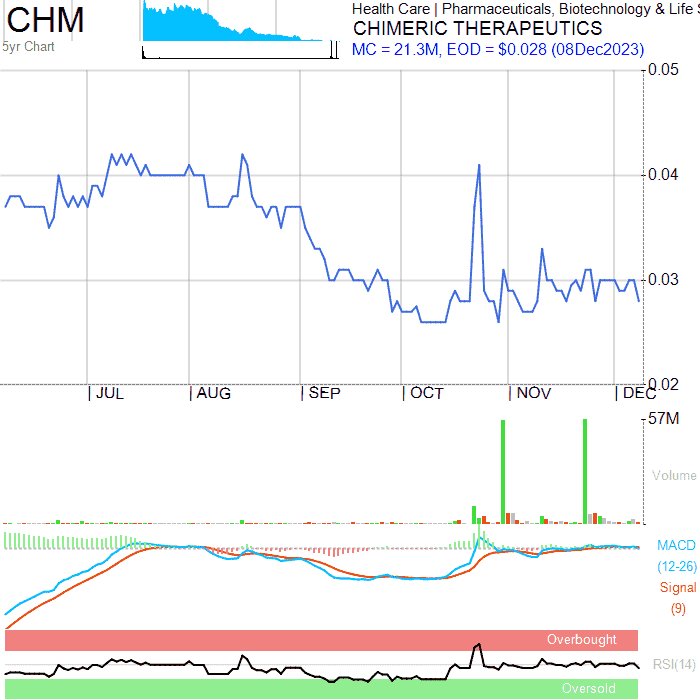 CHM
5yr Chart
Health Care | Pharmaceuticals, Biotechnology & Life S
CHIMERIC THERAPEUTICS
MC = 21.3M, EOD = $0.028 (08Dec2023)
0.05
0.04
0.03
0.02
JUL AUG SEP OCT NOV DEC
57M
Volume
MACD
(12-26)
Signal
(9)
Overbought
RSI(14)
Oversold